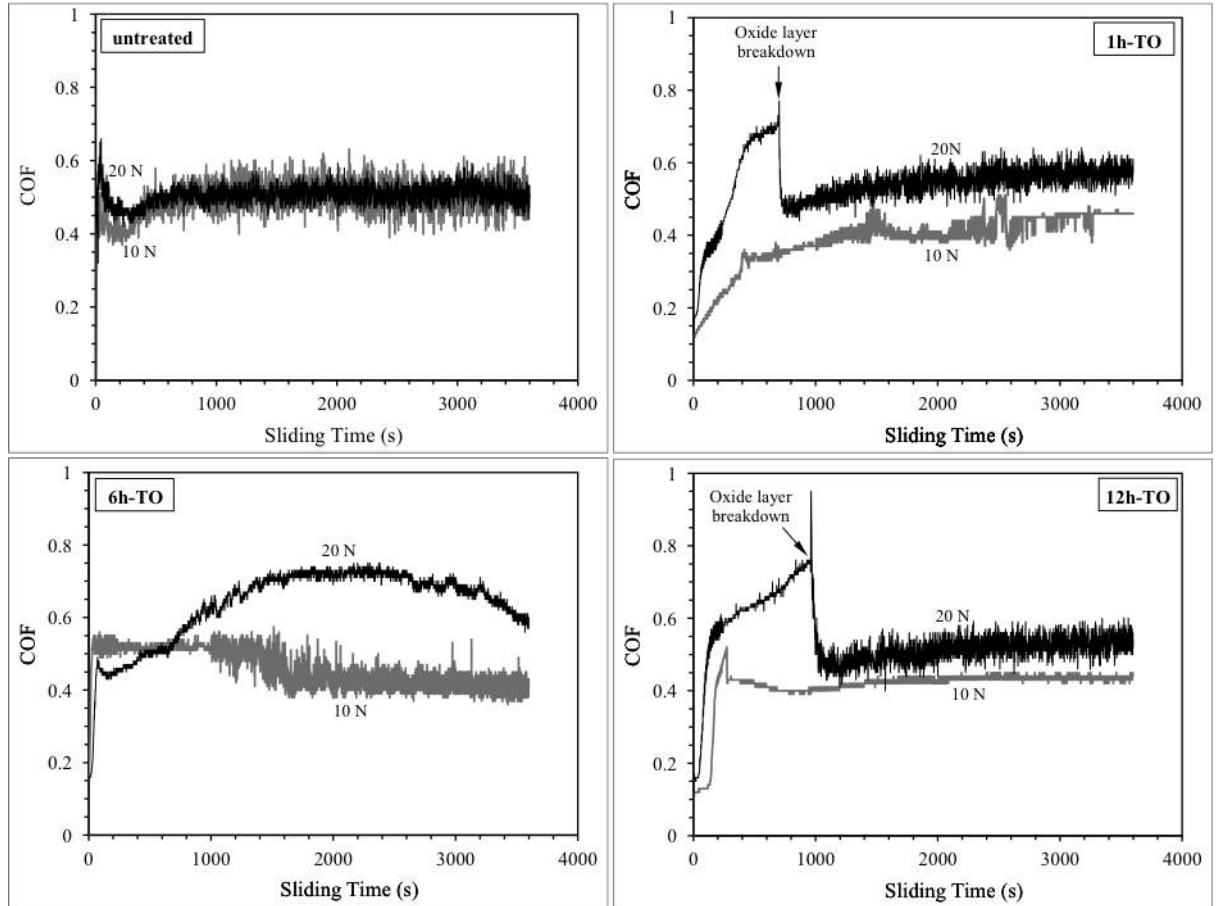 untreated
1
0.8
0.6
0.4
0.2
0
COF
20 N
10 N
0
1000
2000
3000
4000
Sliding Time (s)
1h-TO
Oxide layer
breakdown
1
0.8
0.6
0.4
0.2
0
COF
20N
10 N
0
1000
2000
3000
4000
Sliding Time (s)
6h-TO
1
0.8
0.6
0.4
0.2
0
COF
20 N
10 N
0
1000
2000
3000
4000
Sliding Time (s)
12h-TO
Oxide layer
breakdown
1
0.8
0.6
0.4
0.2
0
COF
20 N
10 N
0
1000
2000
3000
4000
Sliding Time (s)